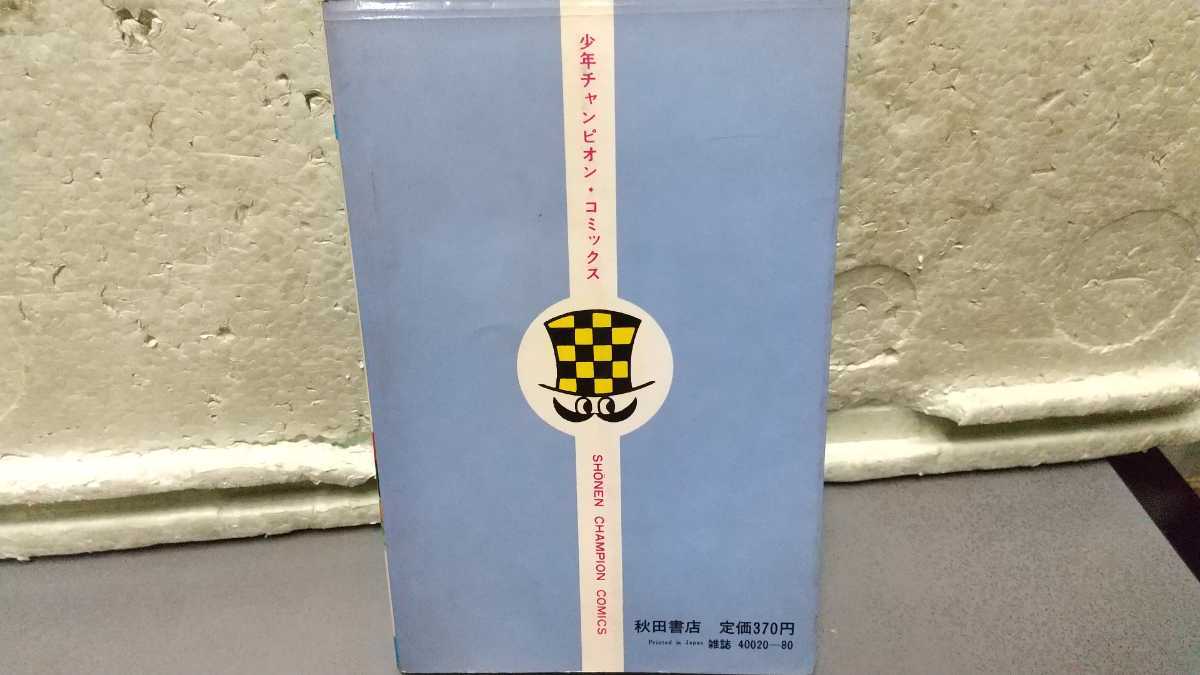 少年チャンピオン・コミックス
SHŌNEN CHAMPION COMICS
秋田書店 定価370円
Printed in Japan 雑誌 40020―80